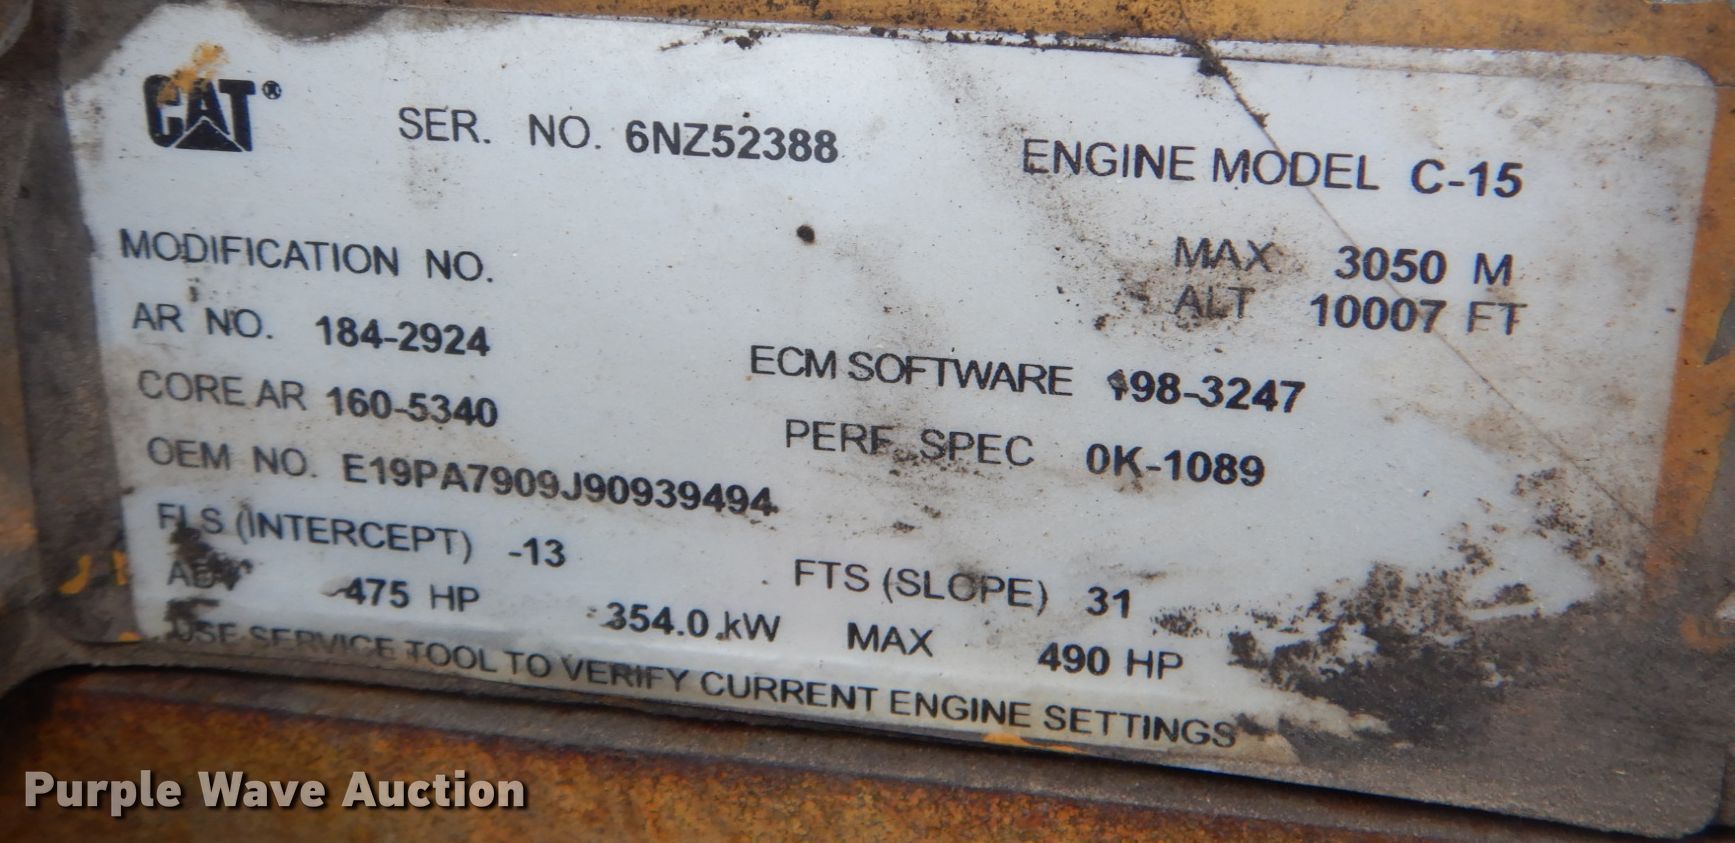 CAT®
SER. NO. 6NZ52388
ENGINE MODEL C-15
MODIFICATION NO.
MAX 3050 M
ALT 10007 FT
AR NO. 184-2924
ECM SOFTWARE 198-3247
CORE AR 160-5340
PERF SPEC 0K-1089
OEM NO. E19PA7909J90939494
FLS (INTERCEPT) -13
FTS (SLOPE) 31
ADV 475 HP 354.0 kW MAX 490 HP
USE SERVICE TOOL TO VERIFY CURRENT ENGINE SETTINGS
Purple Wave Auction